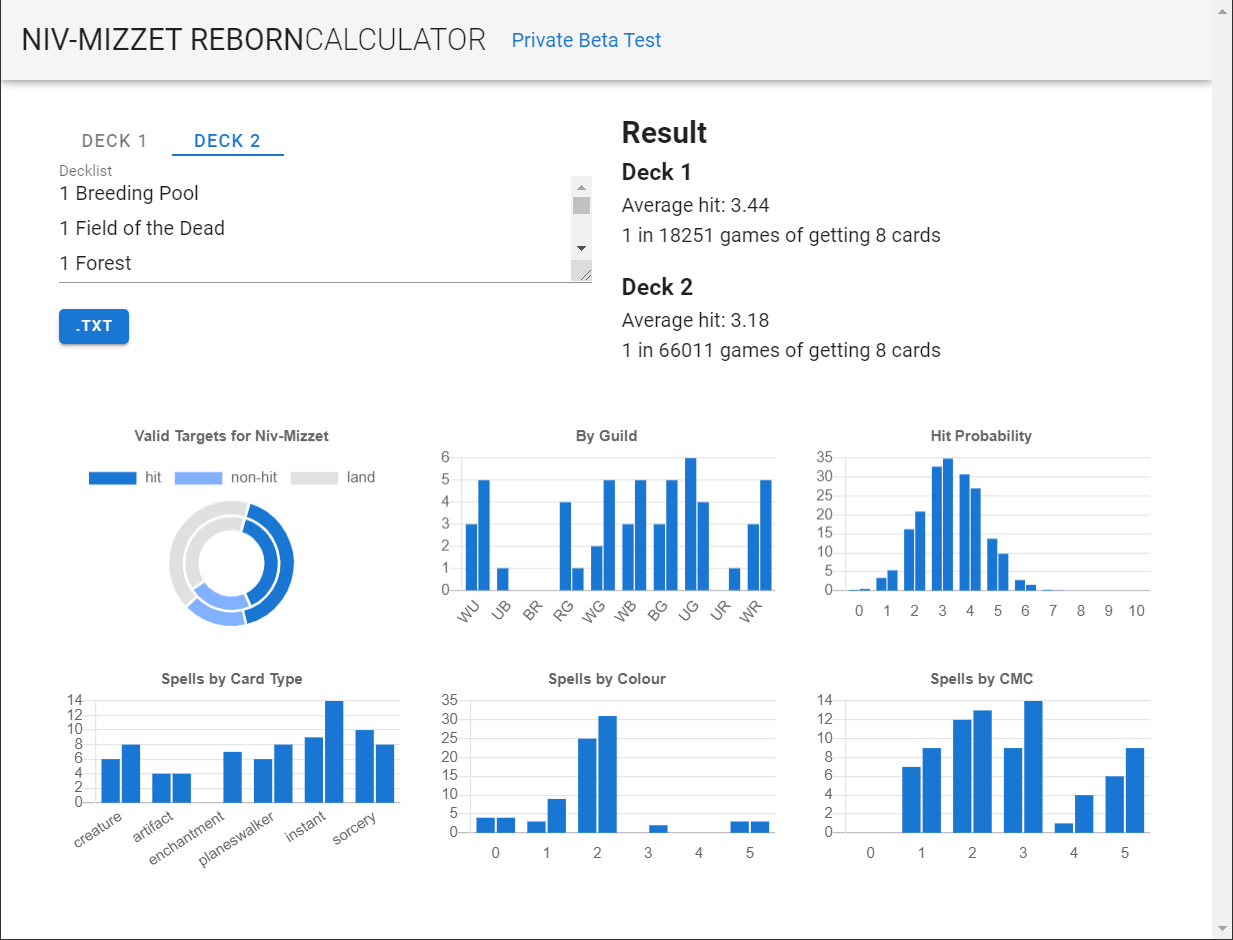 NIV-MIZZET REBORNCALCULATOR Private Beta Test
DECK 1 DECK 2
Decklist
1 Breeding Pool
1 Field of the Dead
1 Forest
.TXT
Result
Deck 1
Average hit: 3.44
1 in 18251 games of getting 8 cards
Deck 2
Average hit: 3.18
1 in 66011 games of getting 8 cards
Valid Targets for Niv-Mizzet
hit non-hit land
By Guild
6
5
4
3
2
1
0
WU UB BR RG WG WB BG UG UR WR
Hit Probability
35
30
25
20
15
10
5
0
0 1 2 3 4 5 6 7 8 9 10
Spells by Card Type
14
12
10
8
6
4
2
0
creature artifact enchantment planeswalker instant sorcery
Spells by Colour
35
30
25
20
15
10
5
0
0 1 2 3 4 5
Spells by CMC
14
12
10
8
6
4
2
0
0 1 2 3 4 5